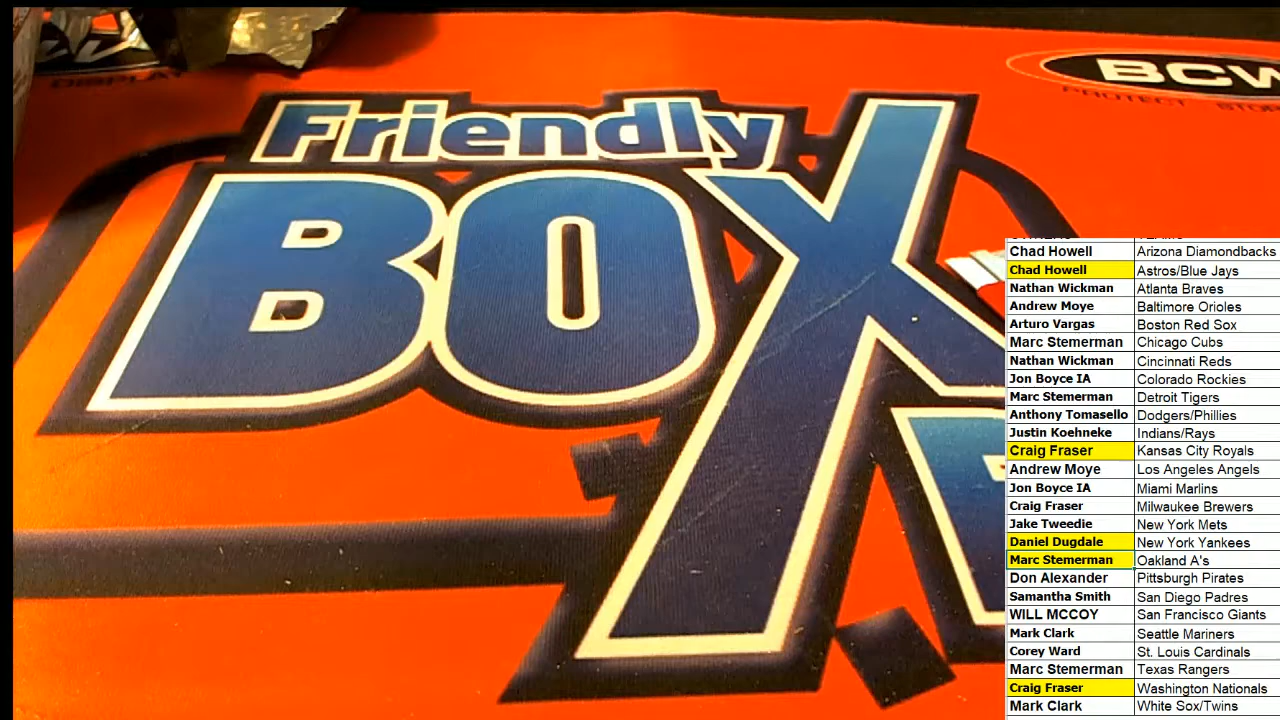 DISPLAY
BCW
PROTECT STO
Friendly
BOX
Chad Howell Arizona Diamondbacks
Chad Howell Astros/Blue Jays
Nathan Wickman Atlanta Braves
Andrew Moye Baltimore Orioles
Arturo Vargas Boston Red Sox
Marc Stemerman Chicago Cubs
Nathan Wickman Cincinnati Reds
Jon Boyce IA Colorado Rockies
Marc Stemerman Detroit Tigers
Anthony Tomasello Dodgers/Phillies
Justin Koehneke Indians/Rays
Craig Fraser Kansas City Royals
Andrew Moye Los Angeles Angels
Jon Boyce IA Miami Marlins
Craig Fraser Milwaukee Brewers
Jake Tweedie New York Mets
Daniel Dugdale New York Yankees
Marc Stemerman Oakland A's
Don Alexander Pittsburgh Pirates
Samantha Smith San Diego Padres
WILL MCCOY San Francisco Giants
Mark Clark Seattle Mariners
Corey Ward St. Louis Cardinals
Marc Stemerman Texas Rangers
Craig Fraser Washington Nationals
Mark Clark White Sox/Twins